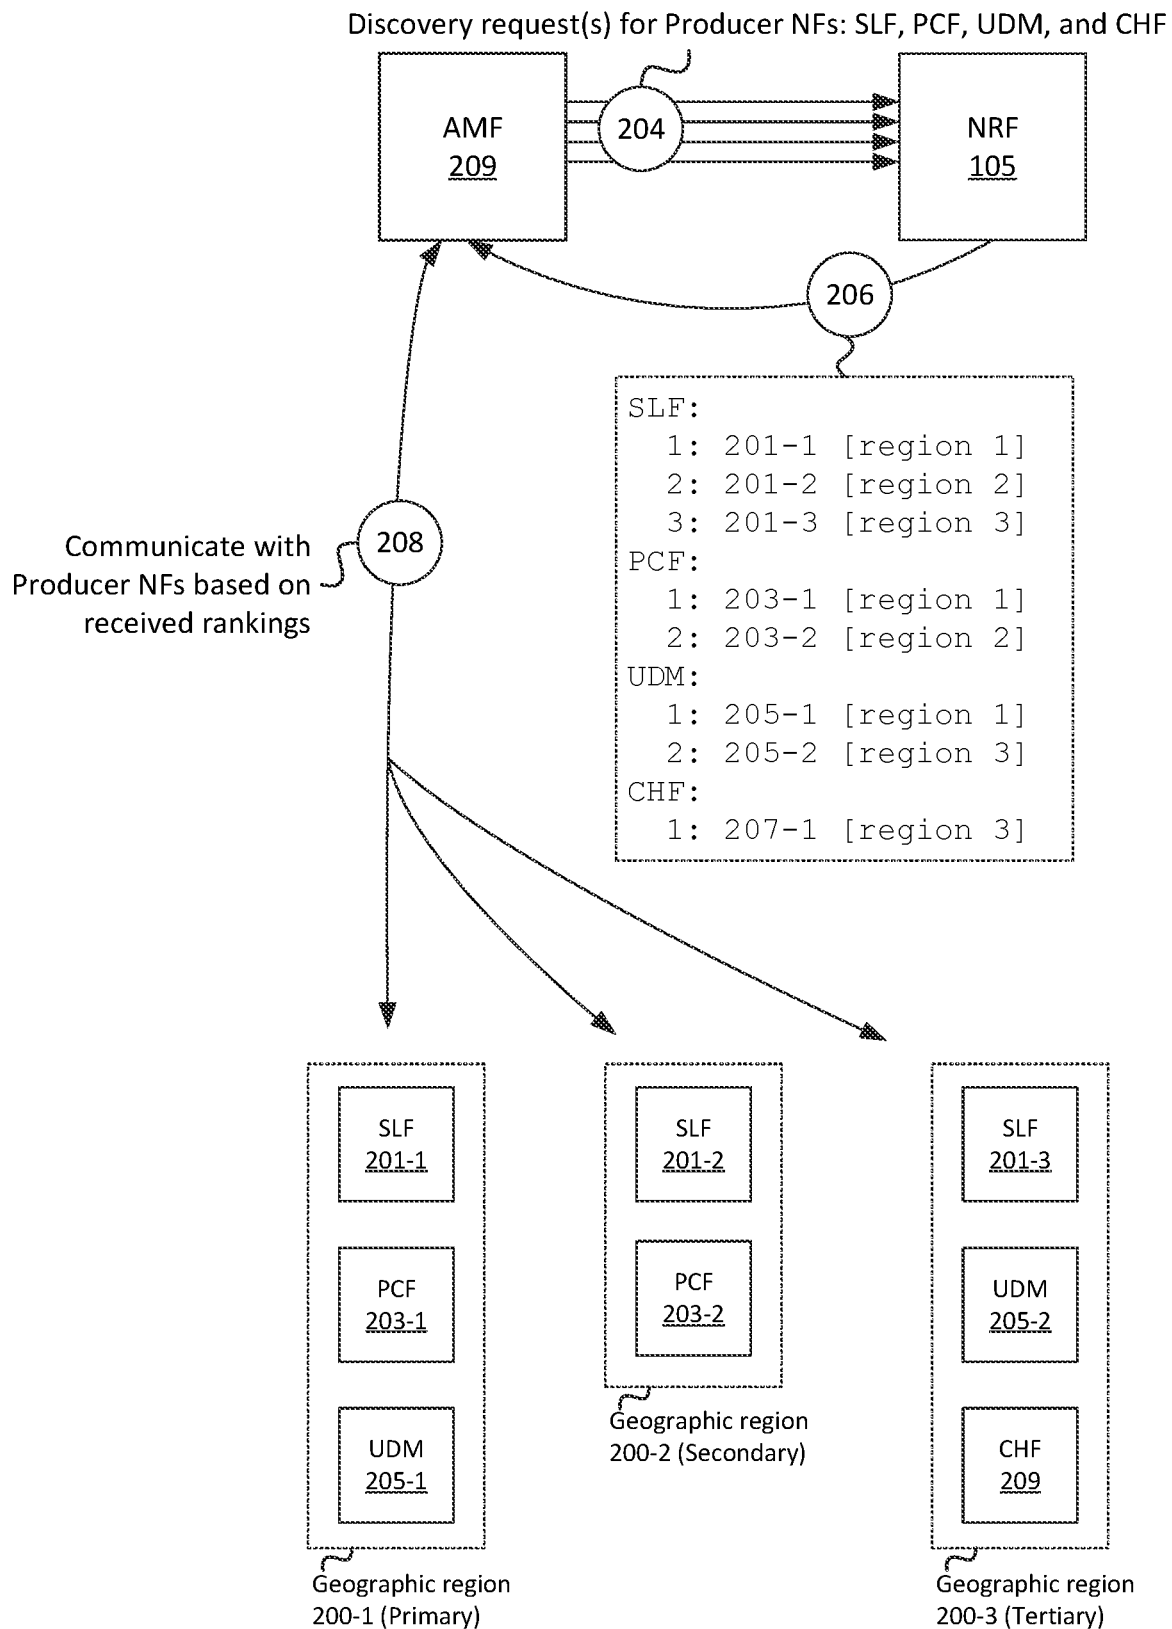 Discovery request(s) for Producer NFs: SLF, PCF, UDM, and CHF
AMF
209
204
NRF
105
206
SLF:
1: 201-1 [region 1]
2: 201-2 [region 2]
3: 201-3 [region 3]
PCF:
1: 203-1 [region 1]
2: 203-2 [region 2]
UDM:
1: 205-1 [region 1]
2: 205-2 [region 3]
CHF:
1: 207-1 [region 3]
208
Communicate with
Producer NFs based on
received rankings
SLF
201-1
PCF
203-1
UDM
205-1
Geographic region
200-1 (Primary)
SLF
201-2
PCF
203-2
Geographic region
200-2 (Secondary)
SLF
201-3
UDM
205-2
CHF
209
Geographic region
200-3 (Tertiary)